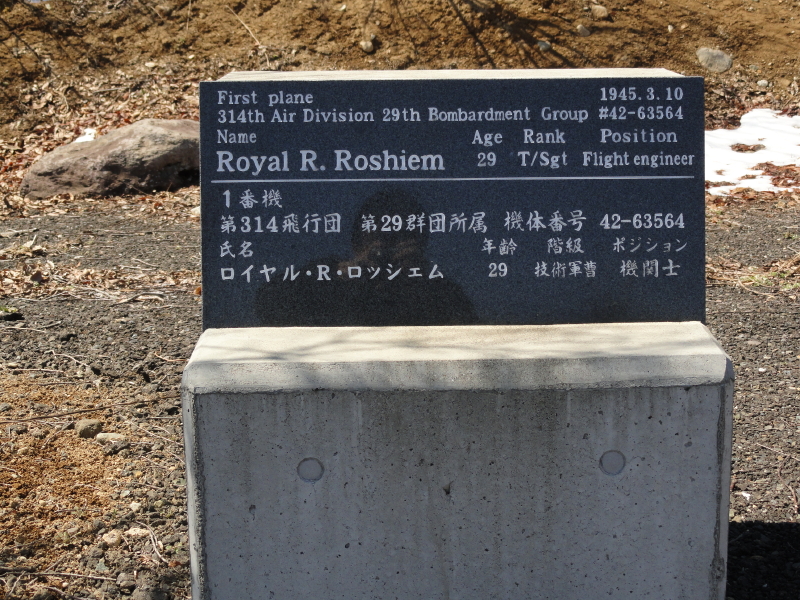 First plane 1945.3.10
314th Air Division 29th Bombardment Group #42-63564
Name Age Rank Position
Royal R. Roshiem 29 T/Sgt Flight engineer
1番機
第314飛行団 第29群団所属 機体番号 42-63564
氏名 年齢 階級 ポジション
ロイヤル・R・ロッシェム 29 技術軍曹 機関士